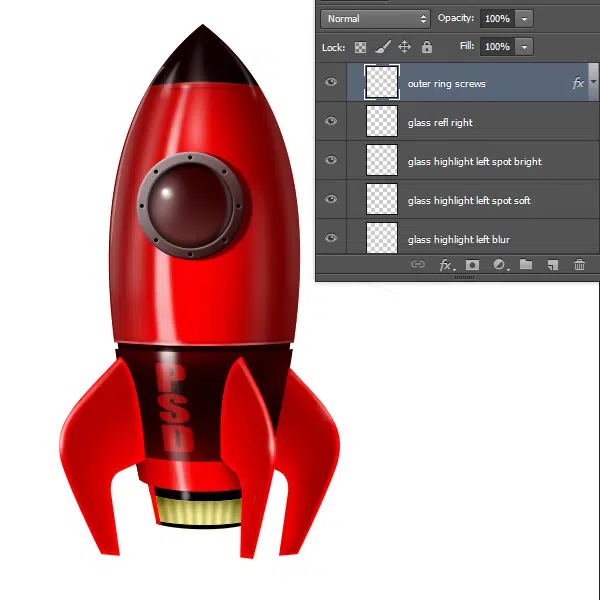 Normal
Opacity: 100%
Lock:
Fill: 100%
outer ring screws
fx
glass refl right
glass highlight left spot bright
glass highlight left spot soft
glass highlight left blur
fx
PSD